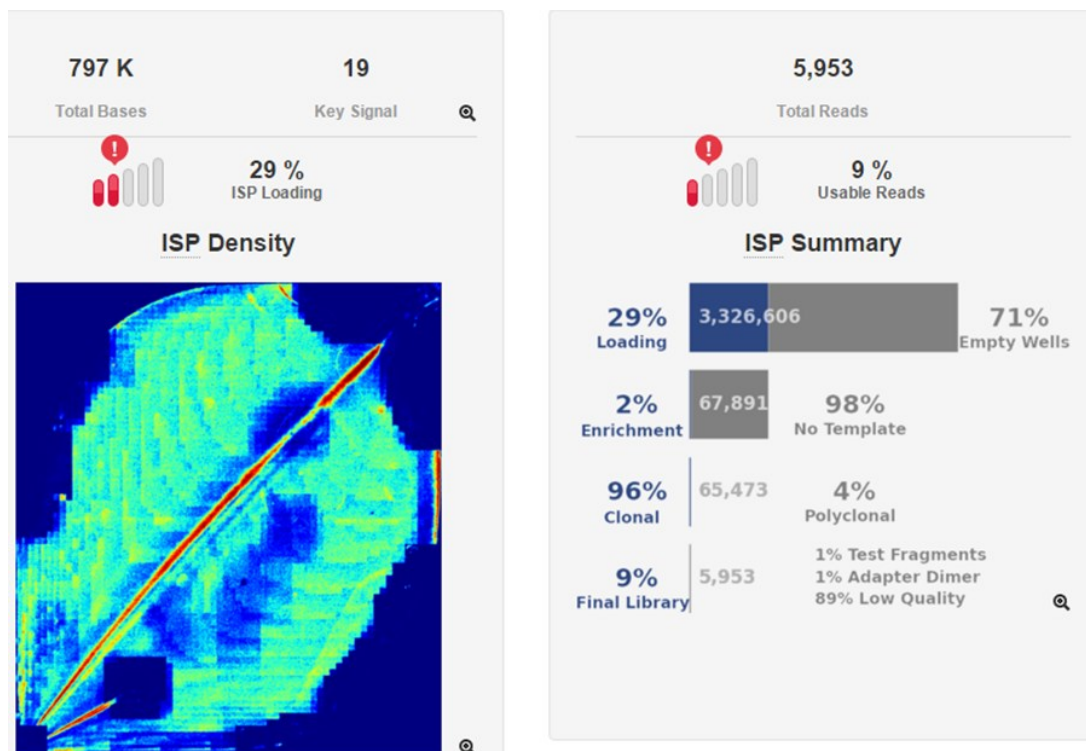 797 K
19
Total Bases
Key Signal
!
29 %
ISP Loading
ISP Density
5,953
Total Reads
!
9 %
Usable Reads
ISP Summary
29%
Loading
3,326,606
71%
Empty Wells
2%
Enrichment
67,891
98%
No Template
96%
Clonal
65,473
4%
Polyclonal
9%
Final Library
5,953
1% Test Fragments
1% Adapter Dimer
89% Low Quality